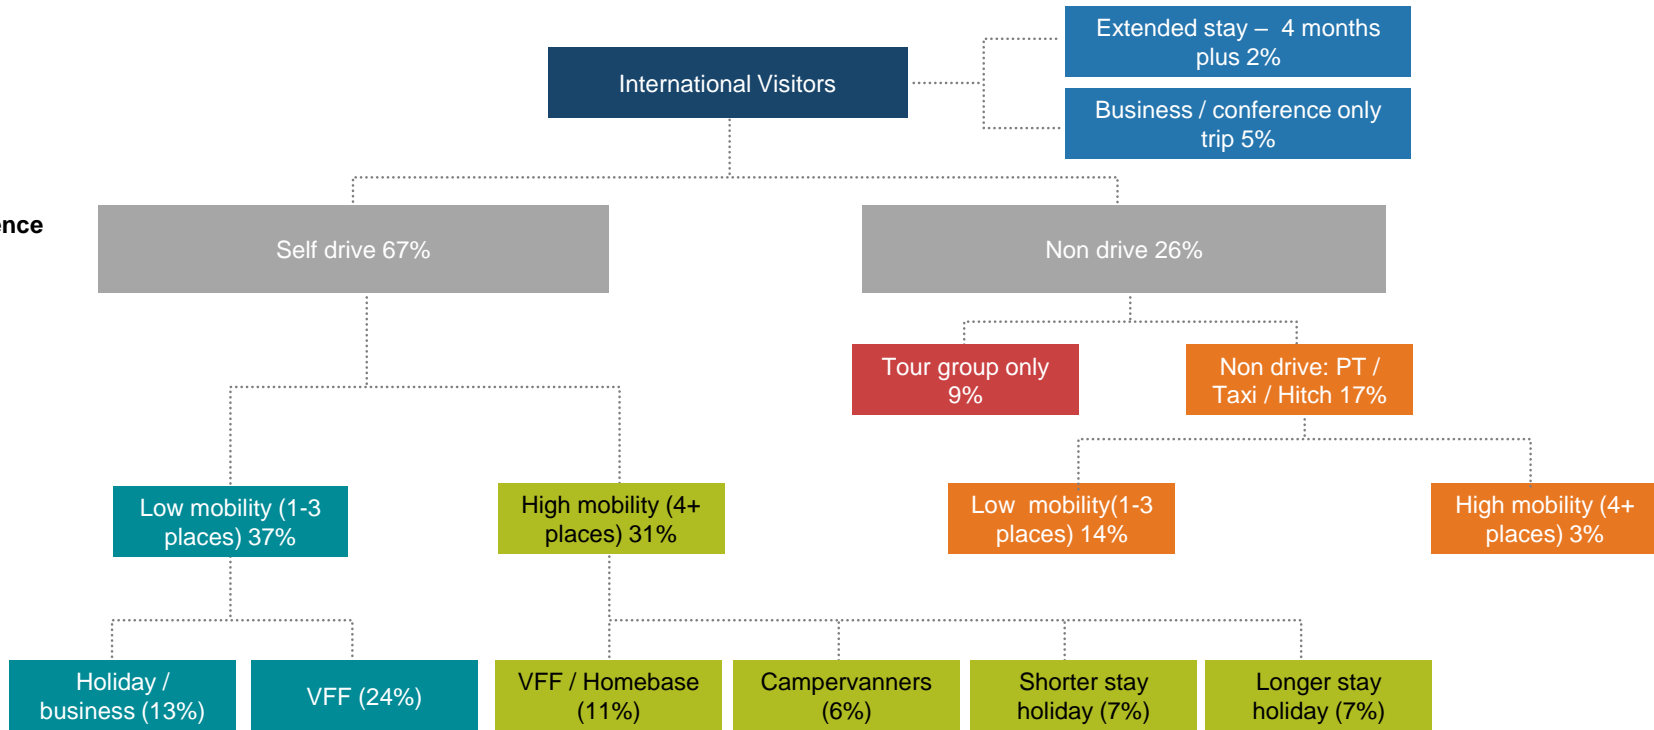 Extended stay – 4 months
plus 2%
International Visitors
Business / conference only
trip 5%
ence
Self drive 67%
Non drive 26%
Tour group only
9%
Non drive: PT /
Taxi / Hitch 17%
Low mobility (1-3
places) 37%
High mobility (4+
places) 31%
Low  mobility(1-3
places) 14%
High mobility (4+
places) 3%
Holiday /
business (13%)
VFF (24%)
VFF / Homebase
(11%)
Campervanners
(6%)
Shorter stay
holiday (7%)
Longer stay
holiday (7%)